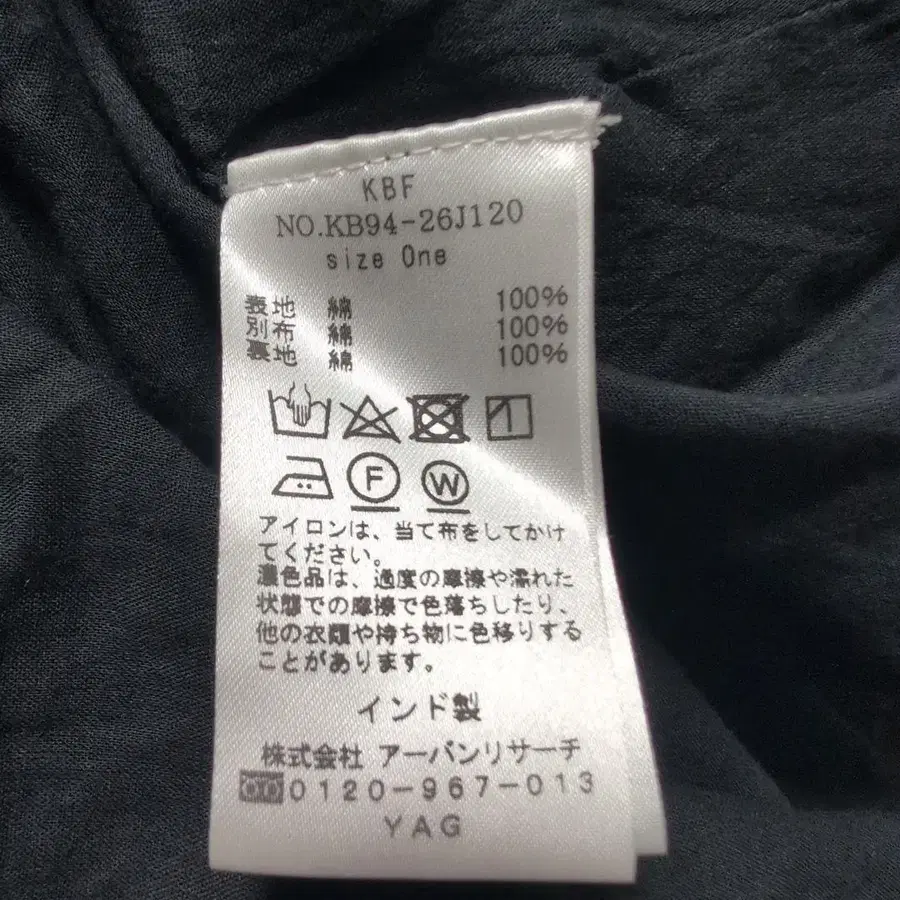 KBF
NO.KB94-26J120
size One
表地 綿 100%
別布 綿 100%
裏地 綿 100%
F W
アイロンは、当て布をしてかけ
てください。
濃色品は、過度の摩擦や濡れた
状態での摩擦で色落ちしたり、
他の衣類や持ち物に色移りする
ことがあります。
インド製
株式会社 アーバンリサーチ
0120-967-013
YAG